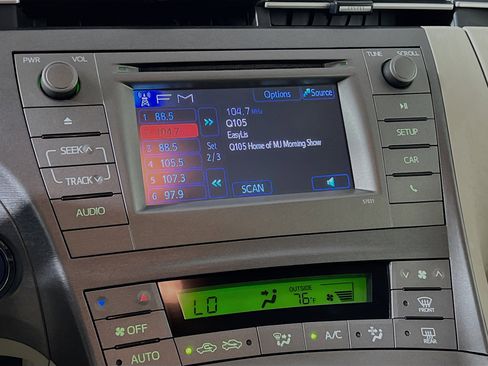 PWR VOL
TUNE SCROLL
FM Options Source
1 88.5
2 104.7
3 88.5
4 105.5
5 107.3
6 97.9
Set
2/3
104.7 MHz
Q105
EasyLis
Q105 Home of MJ Morning Show
SCAN
57031
SEEK
TRACK
AUDIO
SETUP
CAR
OFF
AUTO
LO
OUTSIDE
76°F
A/C
FRONT
REAR